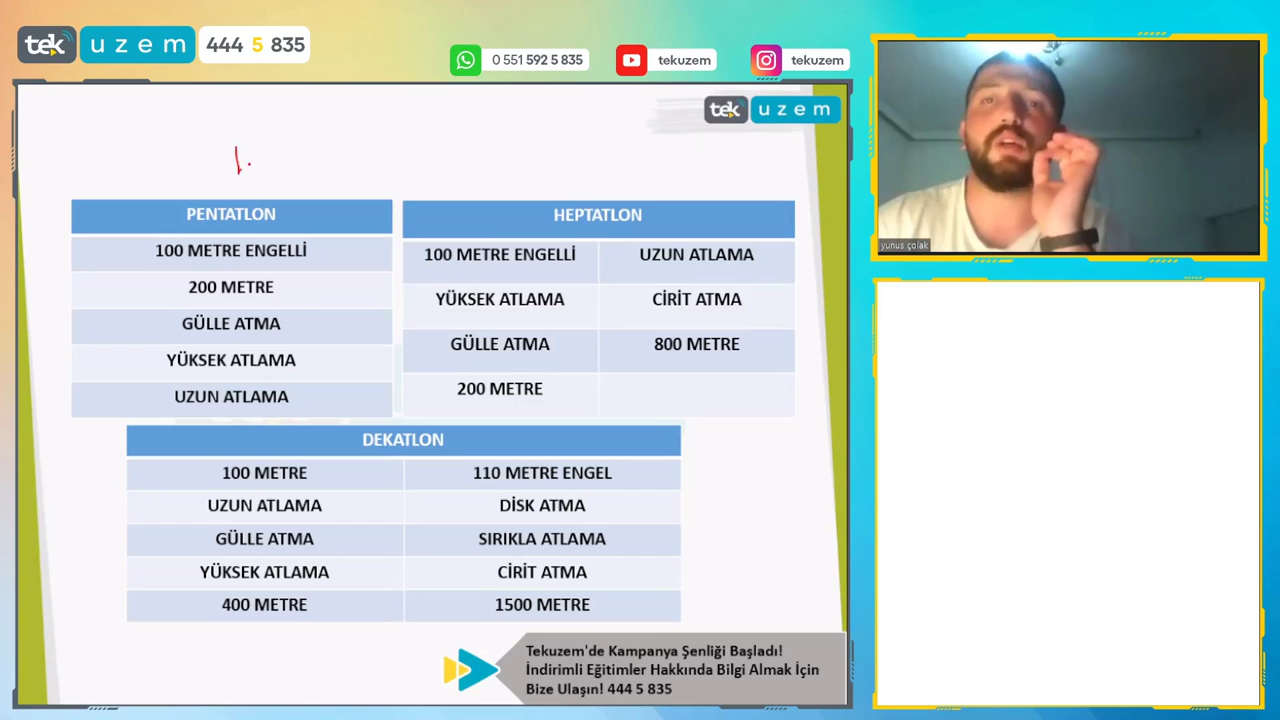 tek uzem 444 5 835
0 551 592 5 835 tekuzem tekuzem
tek uzem
yunus çolak
PENTATLON
100 METRE ENGELLİ
200 METRE
GÜLLE ATMA
YÜKSEK ATLAMA
UZUN ATLAMA
HEPTATLON
100 METRE ENGELLİ UZUN ATLAMA
YÜKSEK ATLAMA CİRİT ATMA
GÜLLE ATMA 800 METRE
200 METRE
DEKATLON
100 METRE 110 METRE ENGEL
UZUN ATLAMA DİSK ATMA
GÜLLE ATMA SIRIKLA ATLAMA
YÜKSEK ATLAMA CİRİT ATMA
400 METRE 1500 METRE
Tekuzem'de Kampanya Şenliği Başladı!
İndirimli Eğitimler Hakkında Bilgi Almak İçin
Bize Ulaşın! 444 5 835